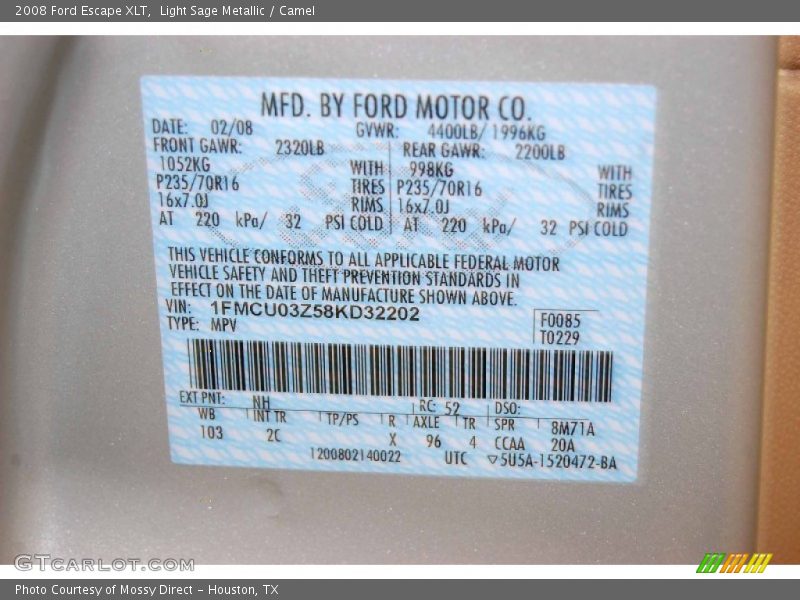 2008 Ford Escape XLT, Light Sage Metallic / Camel
MFD. BY FORD MOTOR CO.
DATE: 02/08 GVWR: 4400LB/ 1996KG
FRONT GAWR: 2320LB REAR GAWR: 2200LB
1052KG WITH 998KG WITH
P235/70R16 TIRES P235/70R16 TIRES
16x7.0J RIMS 16x7.0J RIMS
AT 220 kPa/ 32 PSI COLD AT 220 kPa/ 32 PSI COLD
THIS VEHICLE CONFORMS TO ALL APPLICABLE FEDERAL MOTOR
VEHICLE SAFETY AND THEFT PREVENTION STANDARDS IN
EFFECT ON THE DATE OF MANUFACTURE SHOWN ABOVE.
VIN: 1FMCU03Z58KD32202
TYPE: MPV
F0085
T0229
EXT PNT: NH RC: 52 DSO:
WB INT TR TP/PS R AXLE TR SPR 8M71A
103 2C X 96 4 CCAA 20A
1200802140022 UTC ▽5U5A-1520472-BA
GTCARLOT.COM
Photo Courtesy of Mossy Direct - Houston, TX